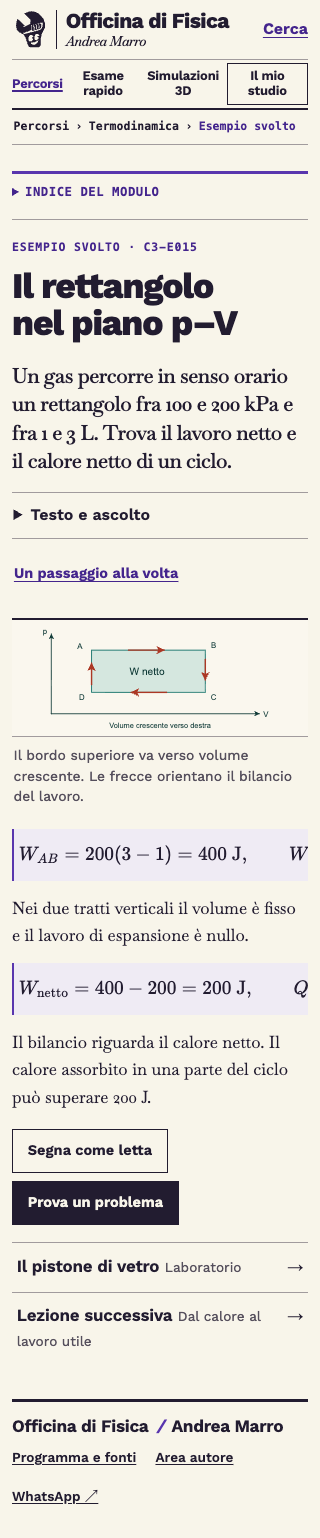 Officina di Fisica
Andrea Marro
Cerca
Percorsi
Esame
rapido
Simulazioni
3D
Il mio
studio
Percorsi › Termodinamica › Esempio svolto
▶ INDICE DEL MODULO
ESEMPIO SVOLTO · C3–E015
Il rettangolo
nel piano p–V
Un gas percorre in senso orario
un rettangolo fra 100 e 200 kPa e
fra 1 e 3 L. Trova il lavoro netto e
il calore netto di un ciclo.
▶ Testo e ascolto
Un passaggio alla volta
P
A
B
W netto
D
C
V
Volume crescente verso destra
Il bordo superiore va verso volume
crescente. Le frecce orientano il bilancio
del lavoro.
W_AB = 200(3 − 1) = 400 J, W
Nei due tratti verticali il volume è fisso
e il lavoro di espansione è nullo.
W_netto = 400 − 200 = 200 J, Q
Il bilancio riguarda il calore netto. Il
calore assorbito in una parte del ciclo
può superare 200 J.
Segna come letta
Prova un problema
Il pistone di vetro Laboratorio →
Lezione successiva Dal calore al →
lavoro utile
Officina di Fisica / Andrea Marro
Programma e fonti Area autore
WhatsApp ↗